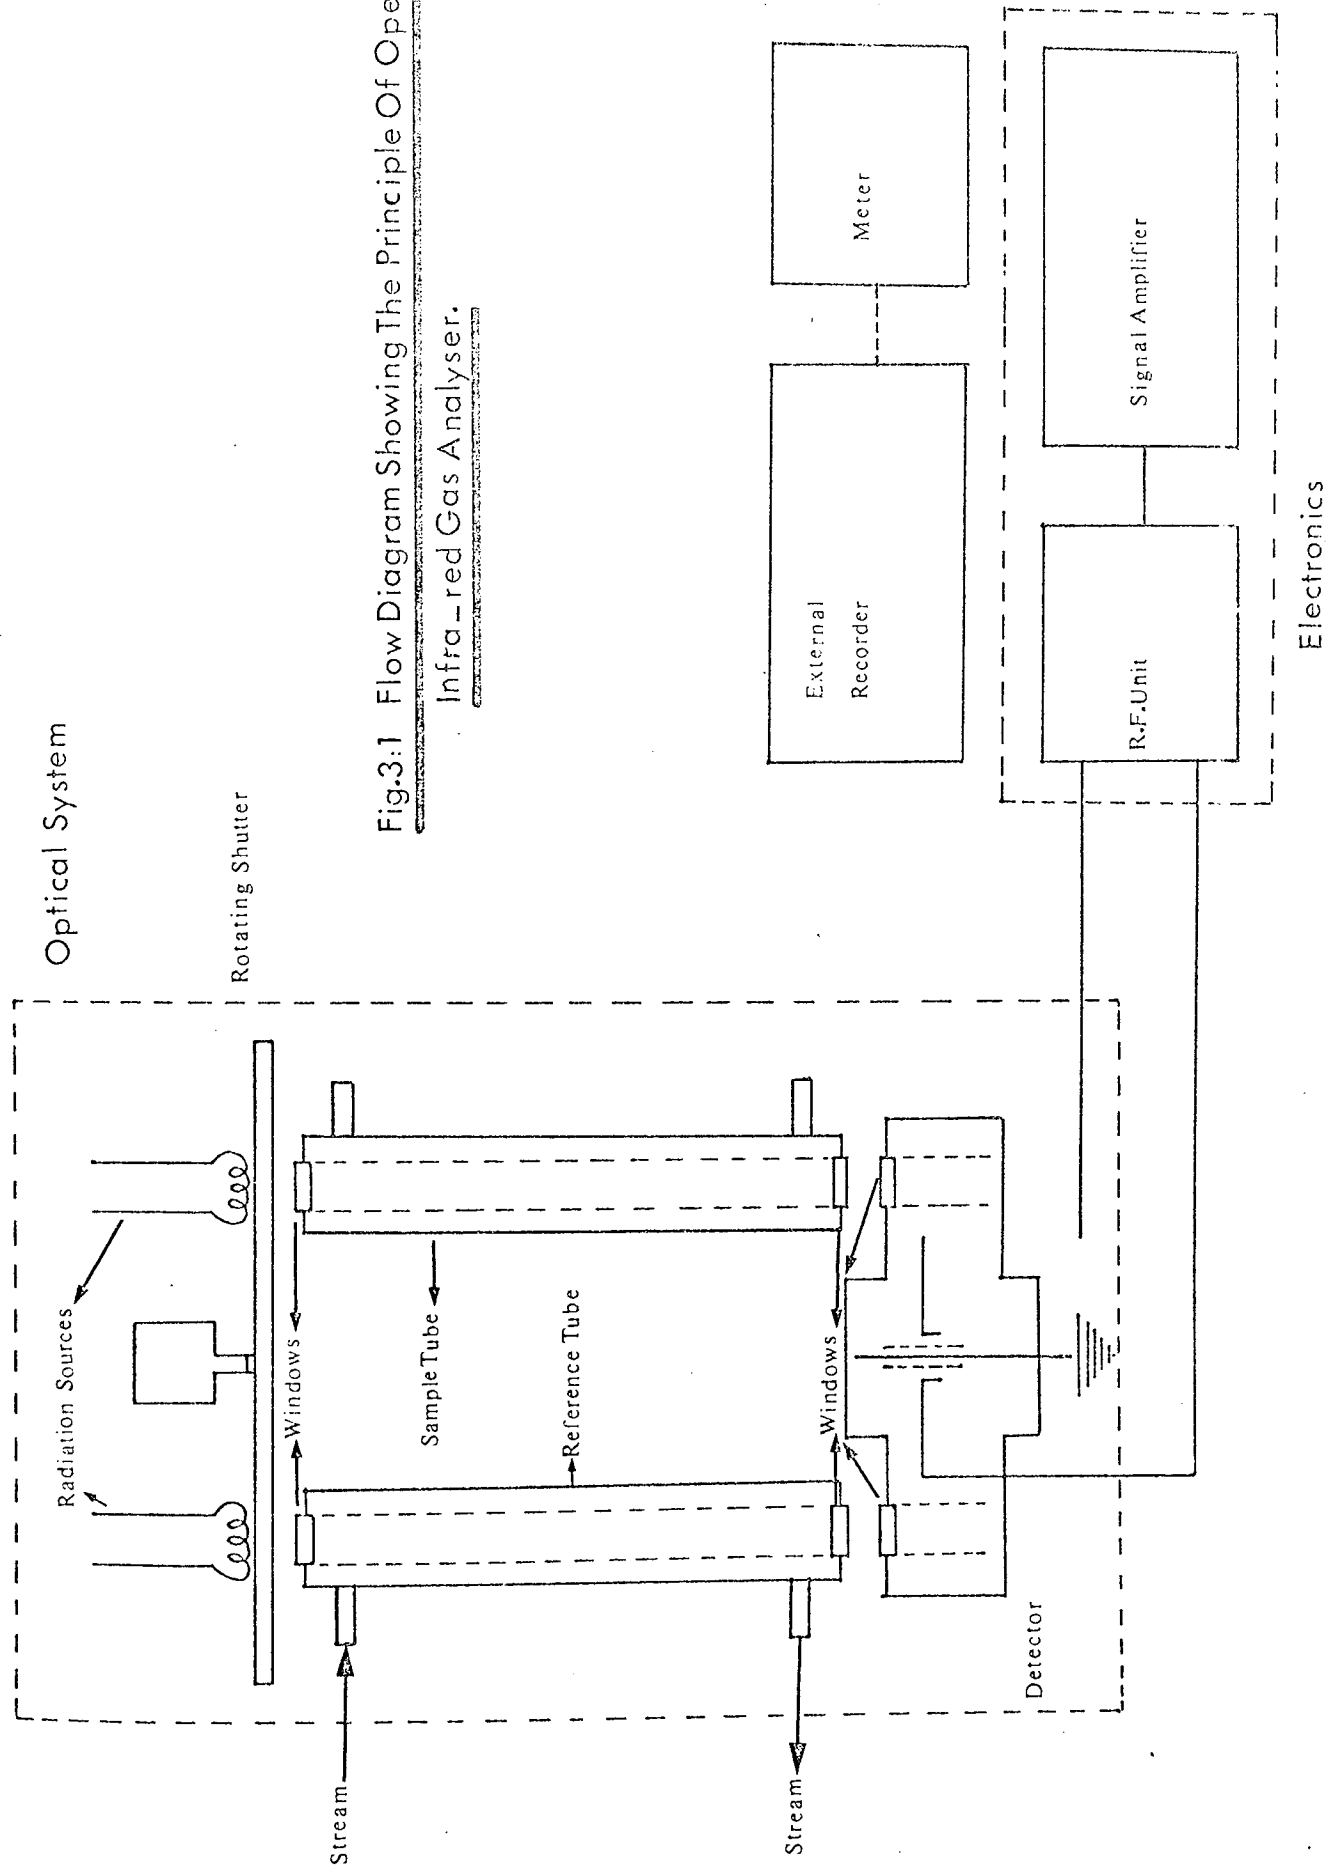 Optical System
Radiation Sources
Rotating Shutter
Stream
Windows
Sample Tube
Reference Tube
Stream
Windows
Detector
Fig.3:1 Flow Diagram Showing The Principle Of Ope
Infra_red Gas Analyser.
External
Recorder
Meter
R.F.Unit
Signal Amplifier
Electronics